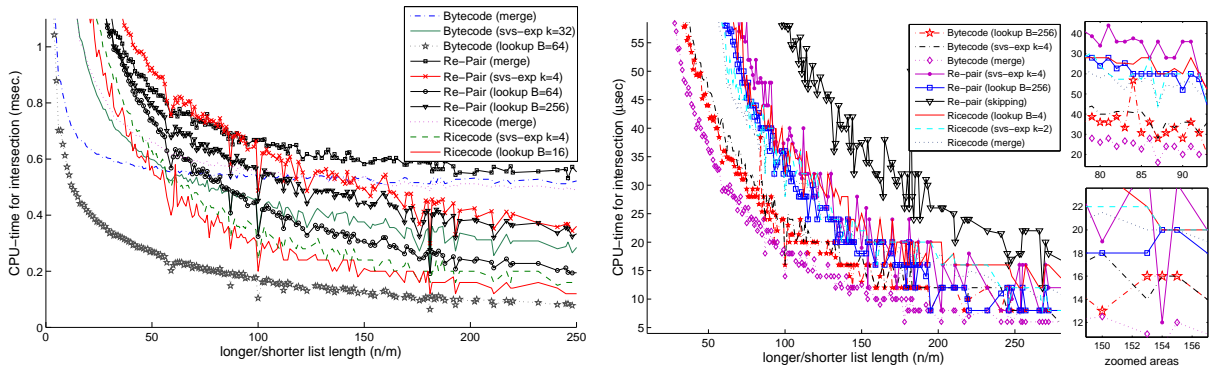 CPU-time for intersection (msec.)
1
0.8
0.6
0.4
0.2
0
0
50
100
150
200
250
longer/shorter list length (n/m)
Bytecode (merge)
Bytecode (svs-exp k=32)
Bytecode (lookup B=64)
Re-Pair (merge)
Re-Pair (svs-exp k=4)
Re-Pair (lookup B=64)
Re-Pair (lookup B=256)
Ricecode (merge)
Ricecode (svs-exp k=4)
Ricecode (lookup B=16)
CPU-time for intersection (μsec)
55
50
45
40
35
30
25
20
15
10
5
50
100
150
200
250
longer/shorter list length (n/m)
Bytecode (lookup B=256)
Bytecode (svs-exp k=4)
Bytecode (merge)
Re-pair (svs-exp k=4)
Re-pair (lookup B=256)
Re-pair (skipping)
Ricecode (lookup B=4)
Ricecode (svs-exp k=2)
Ricecode (merge)
40
30
20
50
40
30
20
80
85
90
22
20
18
16
14
12
150
152
154
156
zoomed areas